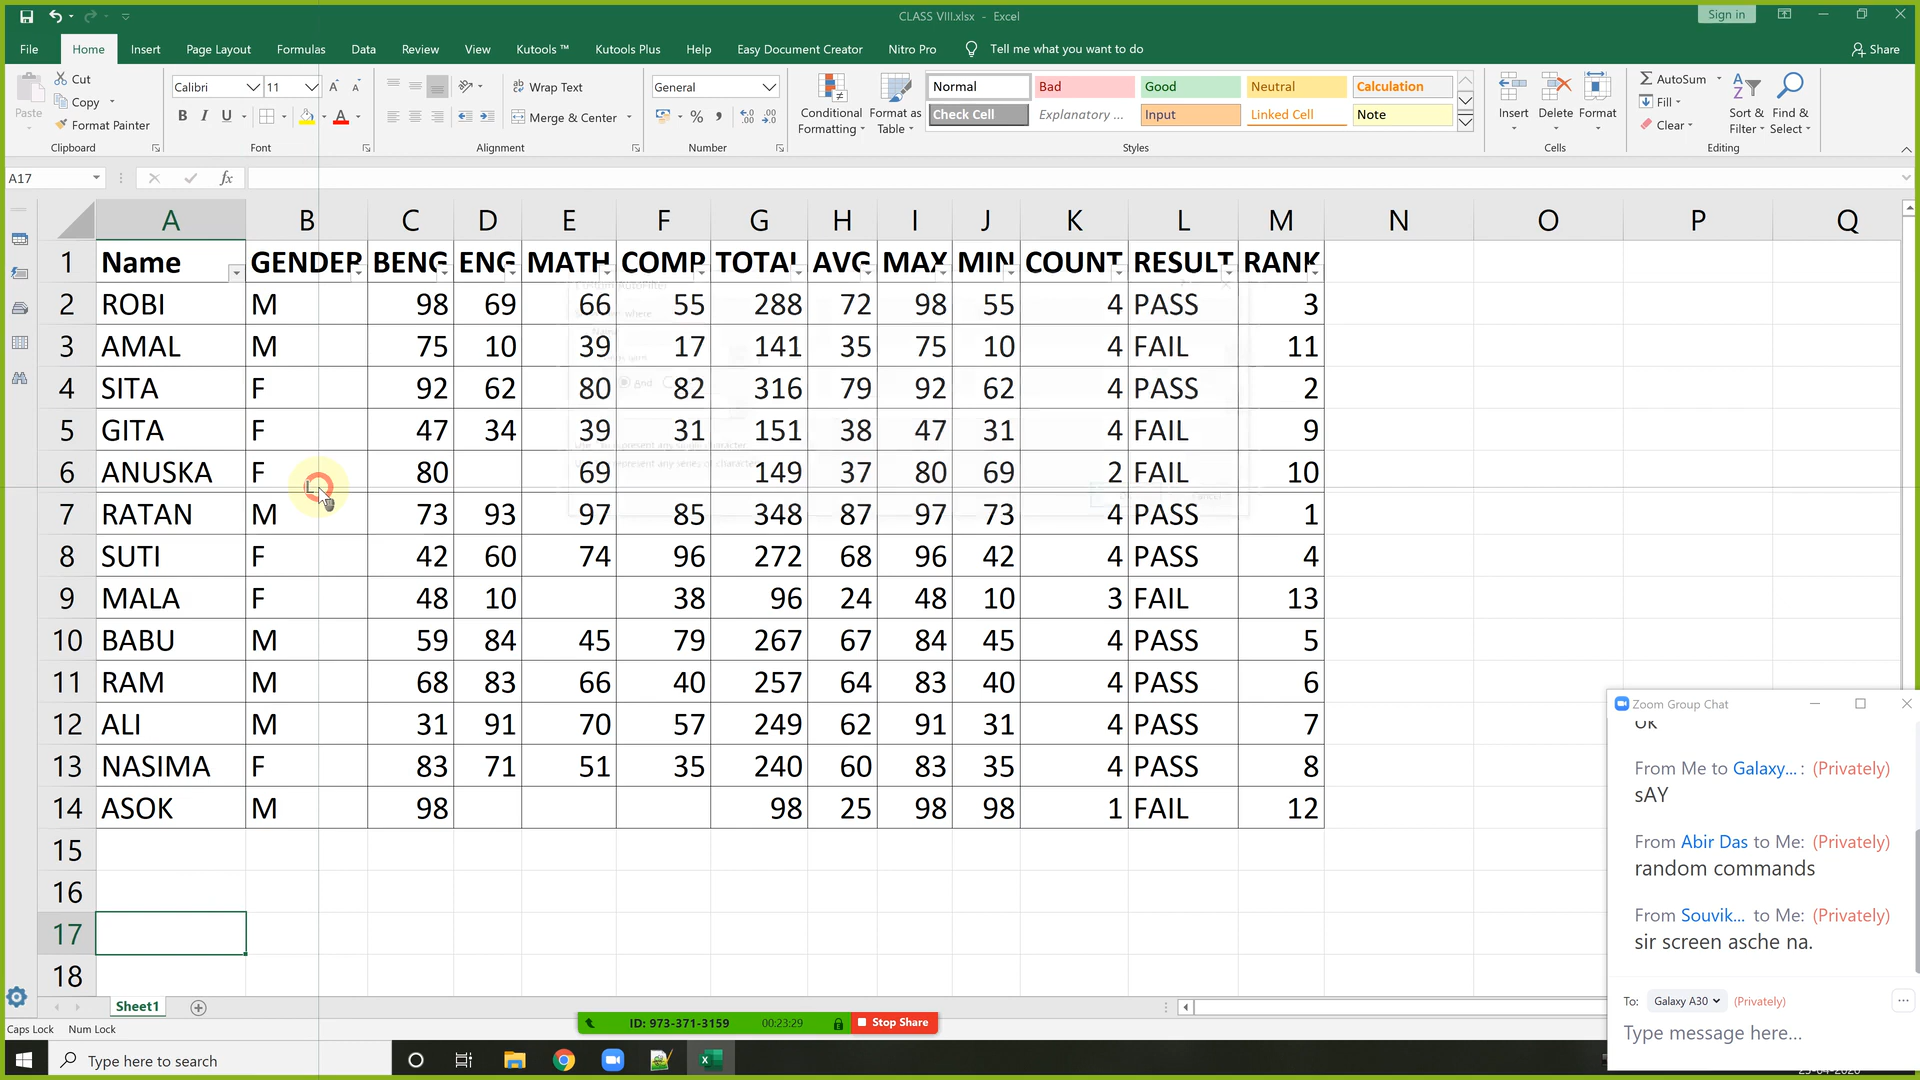 CLASS VIII.xlsx - Excel
Sign in
File Home Insert Page Layout Formulas Data Review View Kutools ™ Kutools Plus Help Easy Document Creator Nitro Pro Tell me what you want to do Share
Paste Cut Copy Format Painter Clipboard
Calibri 11 B I U Font
Wrap Text Merge & Center Alignment
General % Number
Conditional Formatting Format as Table
Normal Bad Good Neutral Calculation
Check Cell Explanatory ... Input Linked Cell Note
Styles
Insert Delete Format Cells
AutoSum Fill Clear Sort & Filter Find & Select Editing
A17 fx
A B C D E F G H I J K L M N O P Q
1 Name GENDER BENG ENG MATH COMP TOTAL AVG MAX MIN COUNT RESULT RANK
2 ROBI M 98 69 66 55 288 72 98 55 4 PASS 3
3 AMAL M 75 10 39 17 141 35 75 10 4 FAIL 11
4 SITA F 92 62 80 82 316 79 92 62 4 PASS 2
5 GITA F 47 34 39 31 151 38 47 31 4 FAIL 9
6 ANUSKA F 80 69 149 37 80 69 2 FAIL 10
7 RATAN M 73 93 97 85 348 87 97 73 4 PASS 1
8 SUTI F 42 60 74 96 272 68 96 42 4 PASS 4
9 MALA F 48 10 38 96 24 48 10 3 FAIL 13
10 BABU M 59 84 45 79 267 67 84 45 4 PASS 5
11 RAM M 68 83 66 40 257 64 83 40 4 PASS 6
12 ALI M 31 91 70 57 249 62 91 31 4 PASS 7
13 NASIMA F 83 71 51 35 240 60 83 35 4 PASS 8
14 ASOK M 98 98 25 98 98 1 FAIL 12
15
16
17
18
Sheet1
Caps Lock Num Lock
ID: 973-371-3159 00:23:29 Stop Share
Type here to search
Zoom Group Chat
From Me to Galaxy... : (Privately)
sAY
From Abir Das to Me: (Privately)
random commands
From Souvik... to Me: (Privately)
sir screen asche na.
To: Galaxy A30 (Privately)
Type message here...